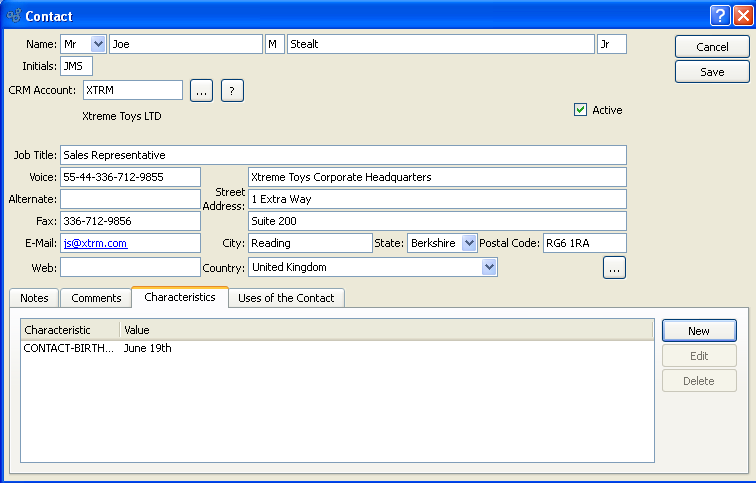 Contact
Name: Mr Joe M Stealt Jr Cancel
Initials: JMS Save
CRM Account: XTRM ... ?
Active
Xtreme Toys LTD
Job Title: Sales Representative
Voice: 55-44-336-712-9855 Xtreme Toys Corporate Headquarters
Alternate: Street Address: 1 Extra Way
Fax: 336-712-9856 Suite 200
E-Mail: js@xtrm.com City: Reading State: Berkshire Postal Code: RG6 1RA
Web: Country: United Kingdom ...
Notes Comments Characteristics Uses of the Contact
Characteristic Value New
CONTACT-BIRTH... June 19th
Edit
Delete